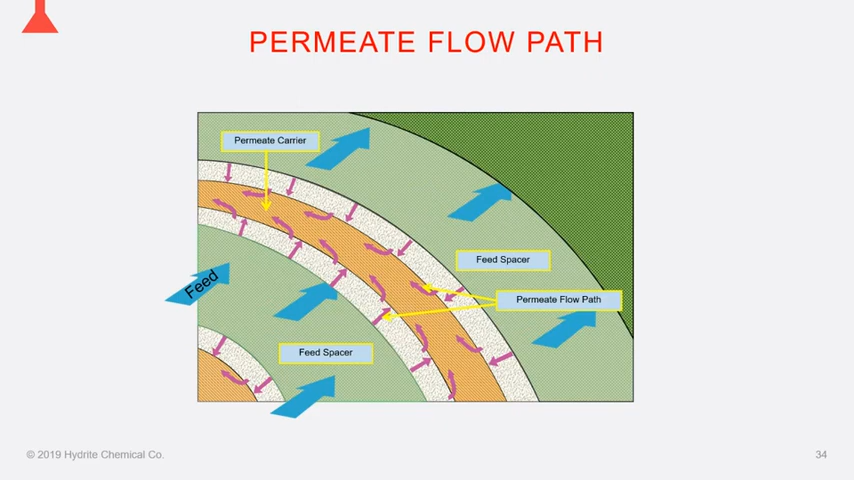 PERMEATE FLOW PATH
Permeate Carrier
Feed Spacer
Feed
Permeate Flow Path
Feed Spacer
© 2019 Hydrite Chemical Co.
34